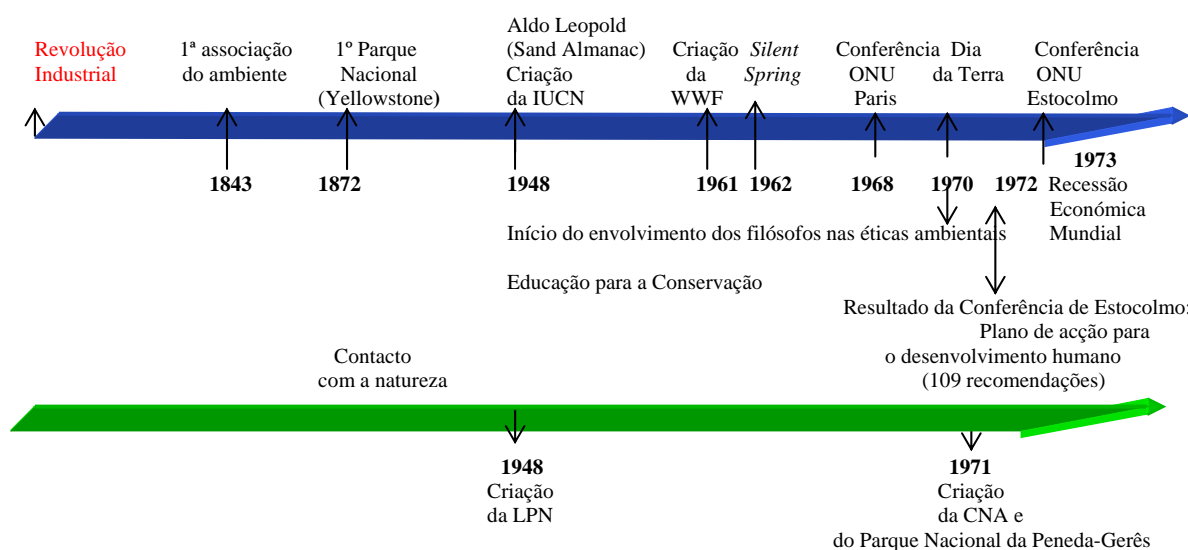 Revolução
Industrial
1ª associação
do ambiente
1º Parque
Nacional
(Yellowstone)
Aldo Leopold
(Sand Almanac)
Criação
da IUCN
Criação
da
WWF
Silent
Spring
Conferência
ONU
Paris
Dia
da Terra
Conferência
ONU
Estocolmo
1843
1872
1948
1961
1962
1968
1970
1972
1973
Recessão
Económica
Mundial
Início do envolvimento dos filósofos nas éticas ambientais
Educação para a Conservação
Resultado da Conferência de Estocolmo:
Plano de acção para
o desenvolvimento humano
(109 recomendações)
Contacto
com a natureza
1948
Criação
da LPN
1971
Criação
da CNA e
do Parque Nacional da Peneda-Gerês